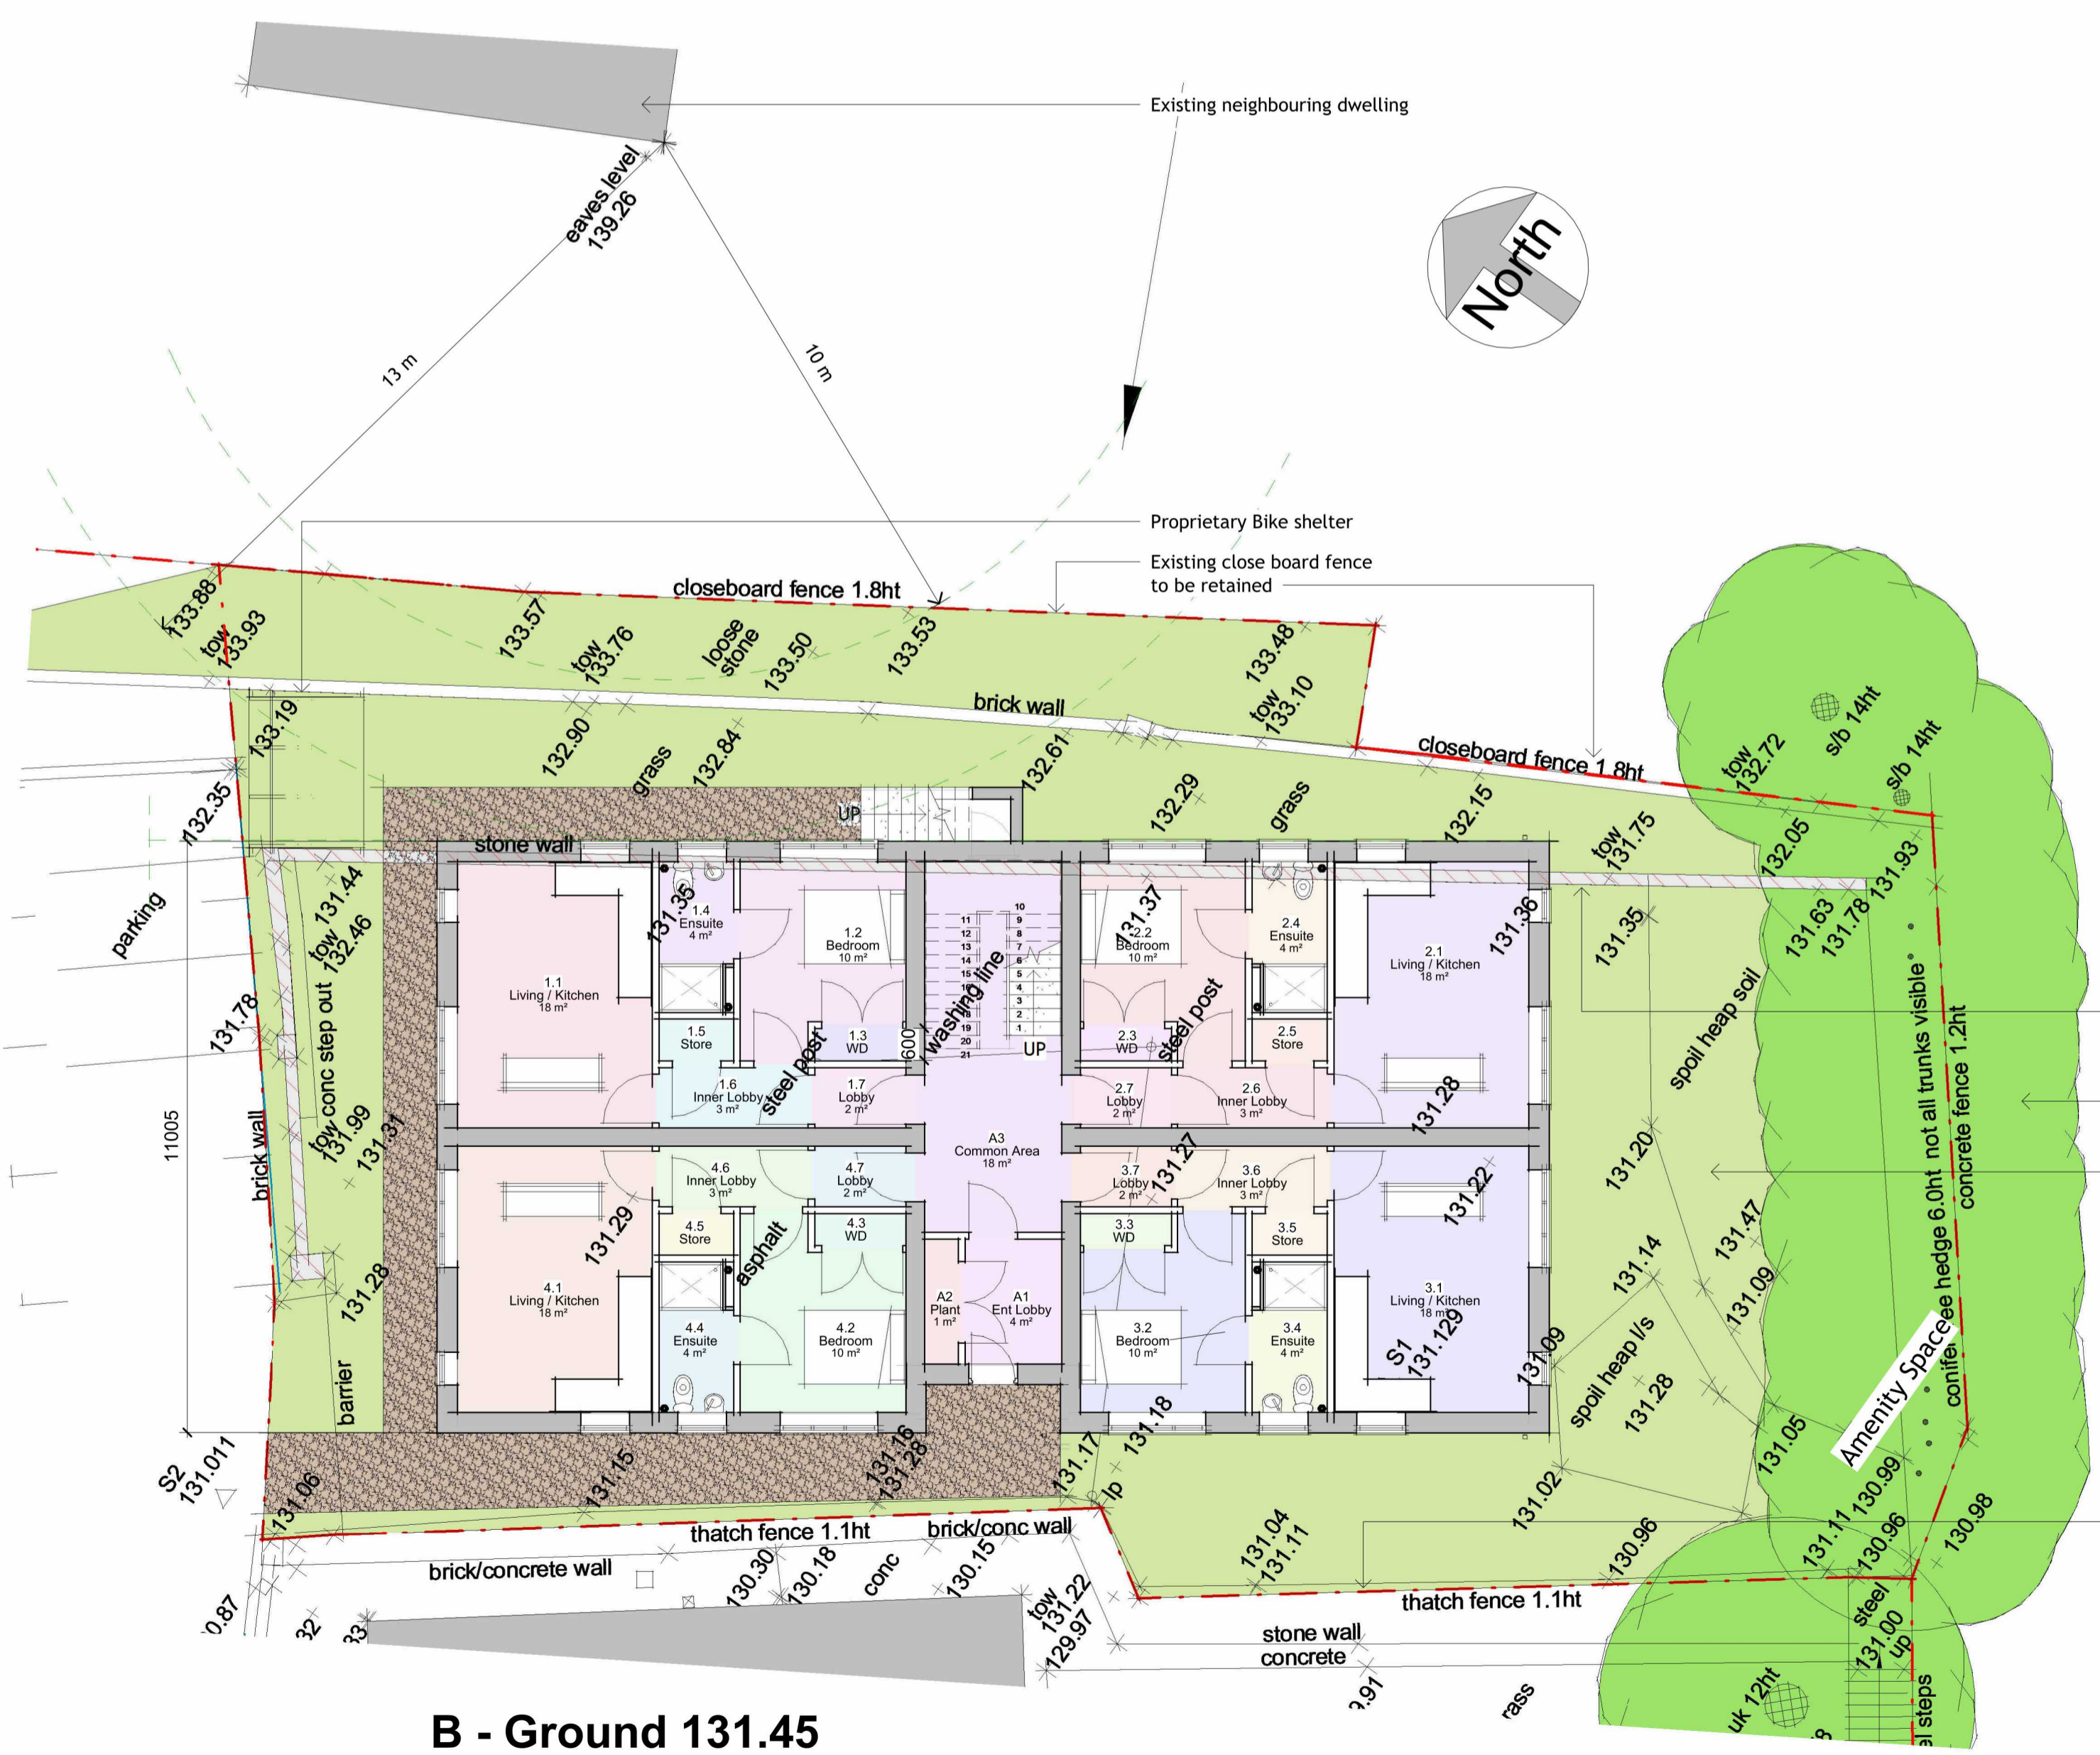 Existing neighbouring dwelling
eaves level
139.26
North
13 m
10 m
Proprietary Bike shelter
Existing close board fence
to be retained
closeboard fence 1.8ht
133.88
tow
133.93
133.57
tow
133.76
loose
stone
133.50
133.53
133.48
tow
133.10
brick wall
closeboard fence 1.8ht
133.19
132.90
grass
132.84
132.61
132.29
grass
132.15
tow
132.72
s/b 14ht
s/b 14ht
132.35
UP
stone wall
tow
131.75
132.05
131.93
parking
tow 131.44
tow 132.46
131.78
tow conc step out
131.99
131.31
brick wall
11005
131.28
barrier
1.1
Living / Kitchen
18 m²
131.35
1.4
Ensuite
4 m²
1.2
Bedroom
10 m²
1.5
Store
1.3
WD
1.6
Inner Lobby
3 m²
1.7
Lobby
2 m²
steel post
600
washing line
10
11
9
12
8
13
7
14
6
15
5
4
3
2
19
20
1
21
UP
131.37
2.2
Bedroom
10 m²
2.4
Ensuite
4 m²
2.1
Living / Kitchen
18 m²
131.36
2.3
WD
steel post
2.5
Store
2.7
Lobby
2 m²
2.6
Inner Lobby
3 m²
131.28
A3
Common Area
18 m²
4.6
Inner Lobby
3 m²
4.7
Lobby
2 m²
131.29
4.5
Store
4.3
WD
asphalt
4.1
Living / Kitchen
18 m²
4.4
Ensuite
4 m²
4.2
Bedroom
10 m²
A2
Plant
1 m²
A1
Ent Lobby
4 m²
3.7
Lobby
2 m²
131.27
3.6
Inner Lobby
3 m²
131.22
3.3
WD
3.5
Store
3.2
Bedroom
10 m²
3.4
Ensuite
4 m²
3.1
Living / Kitchen
18 m²
S1
131.129
131.35
131.63
131.78
spoil heap soil
131.20
131.47
131.14
131.09
131.09
spoil heap l/s
131.28
131.05
131.02
conifer hedge 6.0ht not all trunks visible
concrete fence 1.2ht
Amenity Space
130.99
130.98
131.11
130.96
S2
131.011
131.06
131.15
131.16
131.28
131.17
131.18
lp
131.04
131.11
130.96
thatch fence 1.1ht
brick/conc wall
brick/concrete wall
130.30
130.18
conc
130.15
tow
131.22
129.97
thatch fence 1.1ht
stone wall
concrete
steel
131.00
up
uk 12ht
B - Ground 131.45